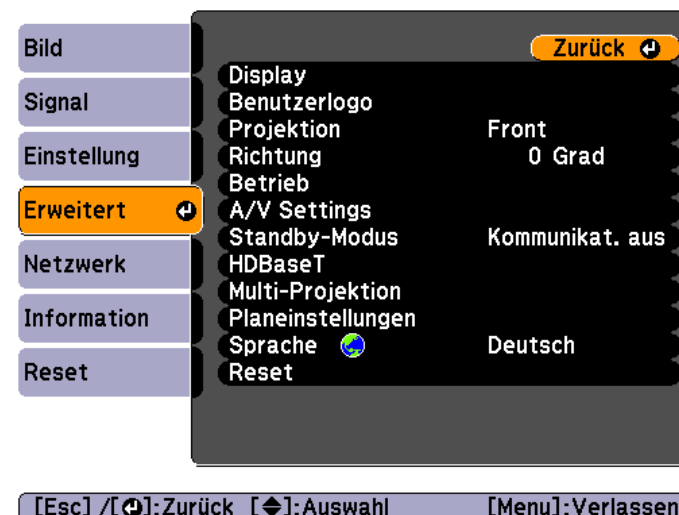 Bild
Signal
Einstellung
Erweitert
Netzwerk
Information
Reset
Zurück
Display
Benutzerlogo
Projektion Front
Richtung 0 Grad
Betrieb
A/V Settings
Standby-Modus Kommunikat. aus
HDBaseT
Multi-Projektion
Planeinstellungen
Sprache Deutsch
Reset
[Esc] /[⏎]:Zurück [◆]:Auswahl [Menu]:Verlassen